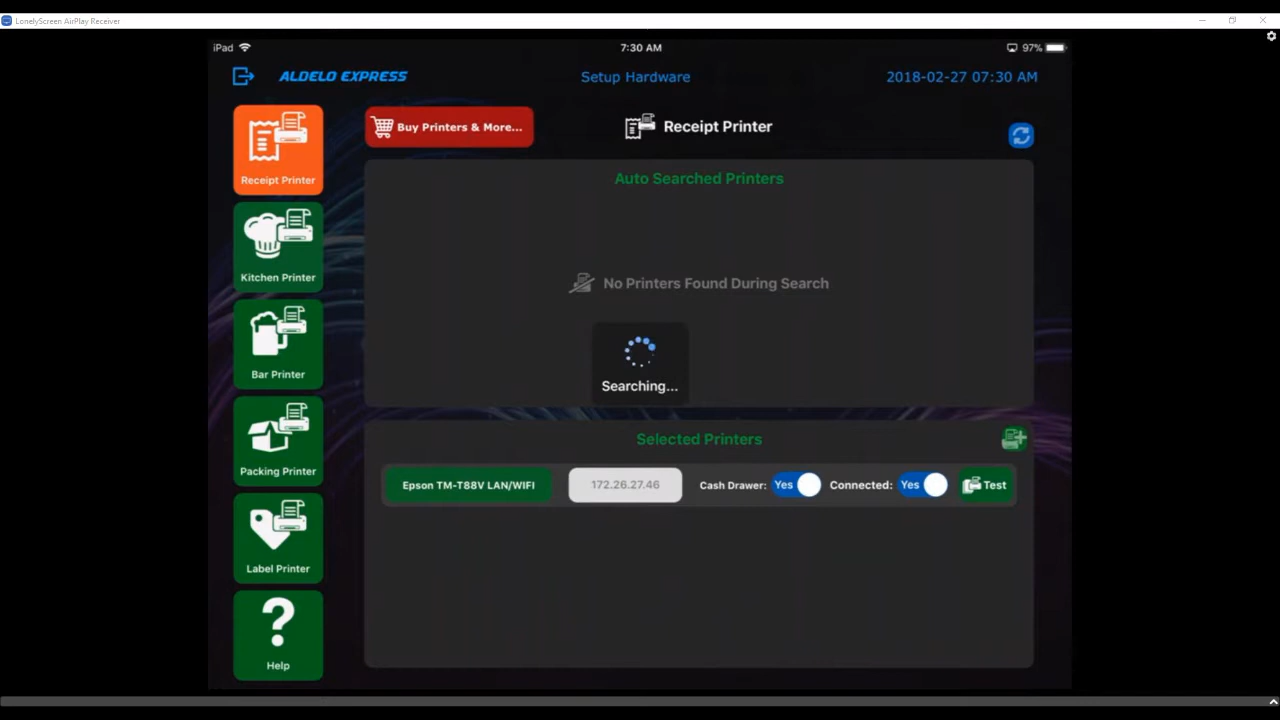 LonelyScreen AirPlay Receiver
iPad 7:30 AM 97%
ALDELO EXPRESS Setup Hardware 2018-02-27 07:30 AM
Buy Printers & More... Receipt Printer
Receipt Printer
Auto Searched Printers
Kitchen Printer
No Printers Found During Search
Bar Printer
Searching...
Selected Printers
Packing Printer
Epson TM-T88V LAN/WIFI 172.26.27.46 Cash Drawer: Yes Connected: Yes Test
Label Printer
? Help